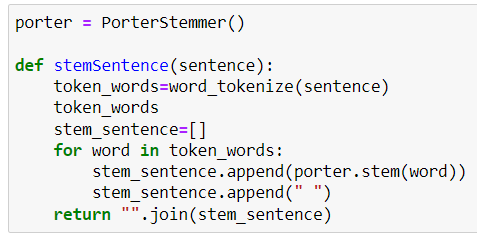 porter = PorterStemmer()
def stemSentence(sentence):
    token_words=word_tokenize(sentence)
    token_words
    stem_sentence=[]
    for word in token_words:
        stem_sentence.append(porter.stem(word))
        stem_sentence.append(" ")
    return "".join(stem_sentence)